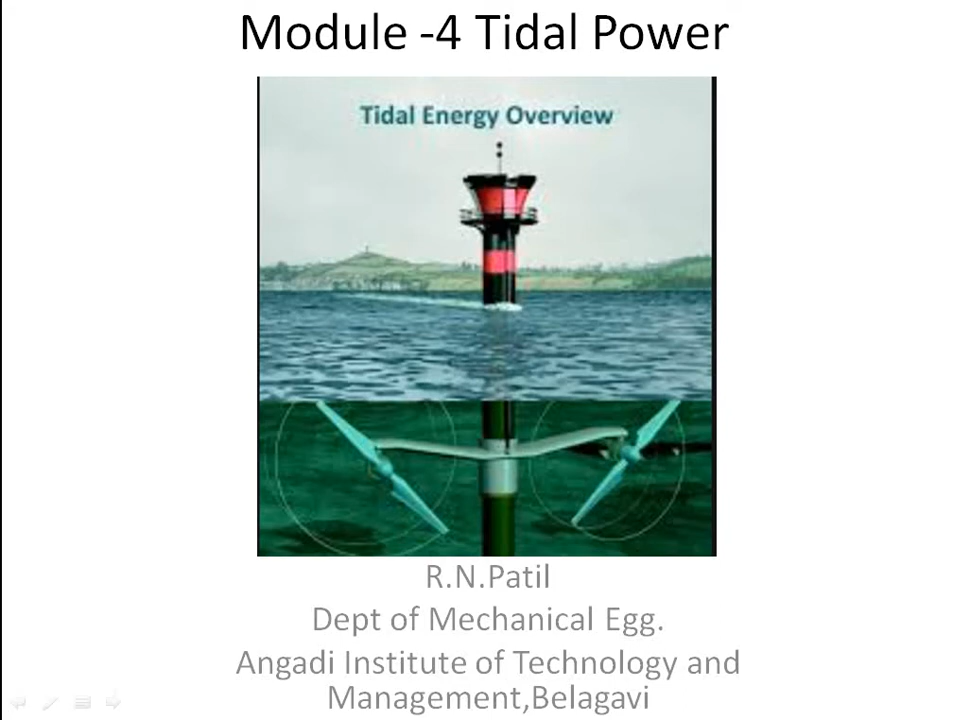 Module -4 Tidal Power
Tidal Energy Overview
R.N.Patil
Dept of Mechanical Egg.
Angadi Institute of Technology and
Management,Belagavi